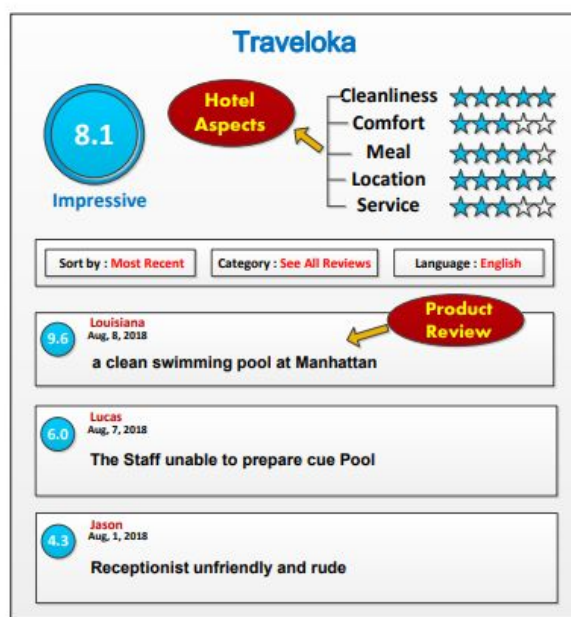 Traveloka
8.1
Impressive
Hotel
Aspects
Cleanliness
Comfort
Meal
Location
Service
Sort by : Most Recent
Category : See All Reviews
Language : English
Product
Review
9.6
Louisiana
Aug, 8, 2018
a clean swimming pool at Manhattan
6.0
Lucas
Aug, 7, 2018
The Staff unable to prepare cue Pool
4.3
Jason
Aug, 1, 2018
Receptionist unfriendly and rude